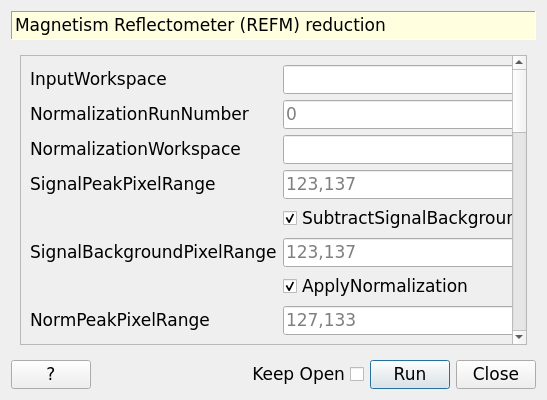 Magnetism Reflectometer (REFM) reduction
InputWorkspace
NormalizationRunNumber 0
NormalizationWorkspace
SignalPeakPixelRange 123,137
SubtractSignalBackgroun
SignalBackgroundPixelRange 123,137
ApplyNormalization
NormPeakPixelRange 127,133
? Keep Open Run Close